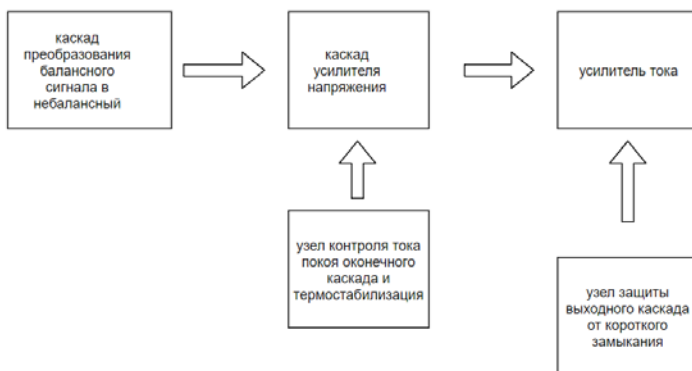 каскад
преобразования
балансного
сигнала в
небалансный
каскад
усилителя
напряжения
усилитель тока
узел контроля тока
покоя оконечного
каскада и
термостабилизация
узел защиты
выходного каскада
от короткого
замыкания